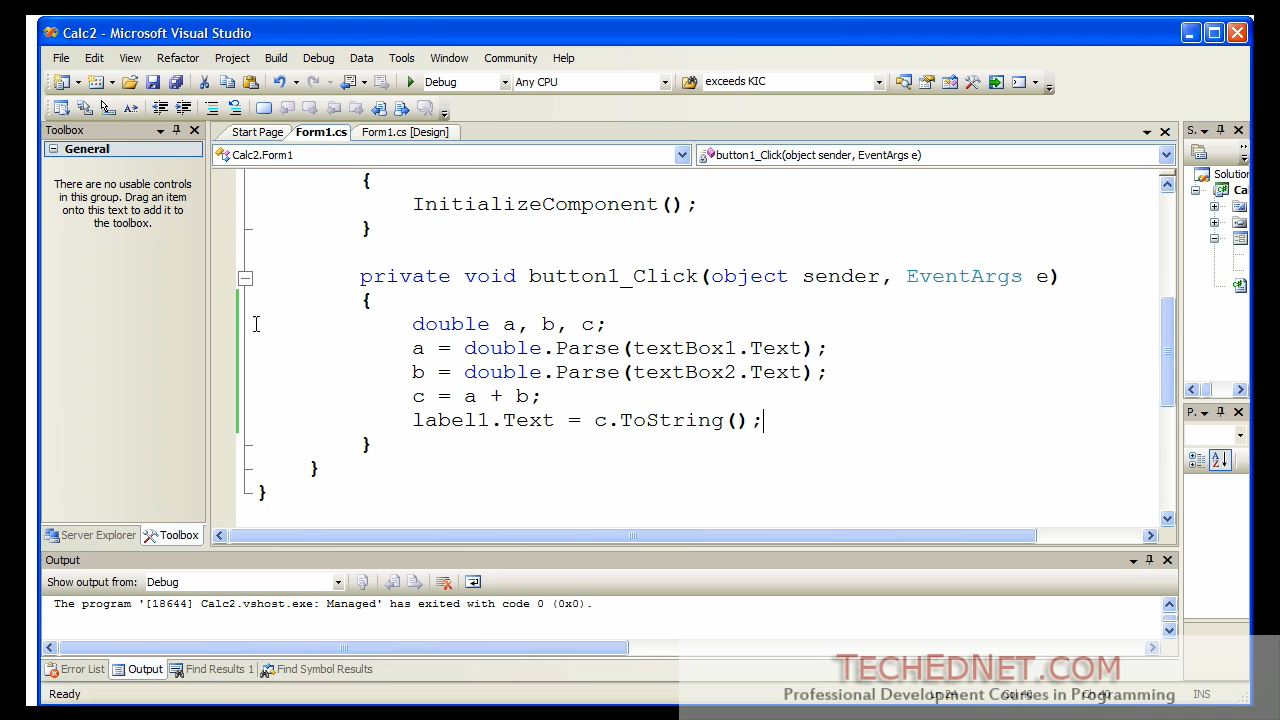 Calc2 - Microsoft Visual Studio
File Edit View Refactor Project Build Debug Data Tools Window Community Help
Debug Any CPU exceeds KIC
Toolbox
General
There are no usable controls
in this group. Drag an item
onto this text to add it to
the toolbox.
Server Explorer Toolbox
Start Page Form1.cs Form1.cs [Design]
Calc2.Form1 button1_Click(object sender, EventArgs e)
{
InitializeComponent();
}
private void button1_Click(object sender, EventArgs e)
{
double a, b, c;
a = double.Parse(textBox1.Text);
b = double.Parse(textBox2.Text);
c = a + b;
label1.Text = c.ToString();
}
}
}
S.
Solutio
Ca
P.
Output
Show output from: Debug
The program '[18644] Calc2.vshost.exe: Managed' has exited with code 0 (0x0).
Error List Output Find Results 1 Find Symbol Results
TECHEDNET.COM
Professional Development Courses in Programming
Ready INS